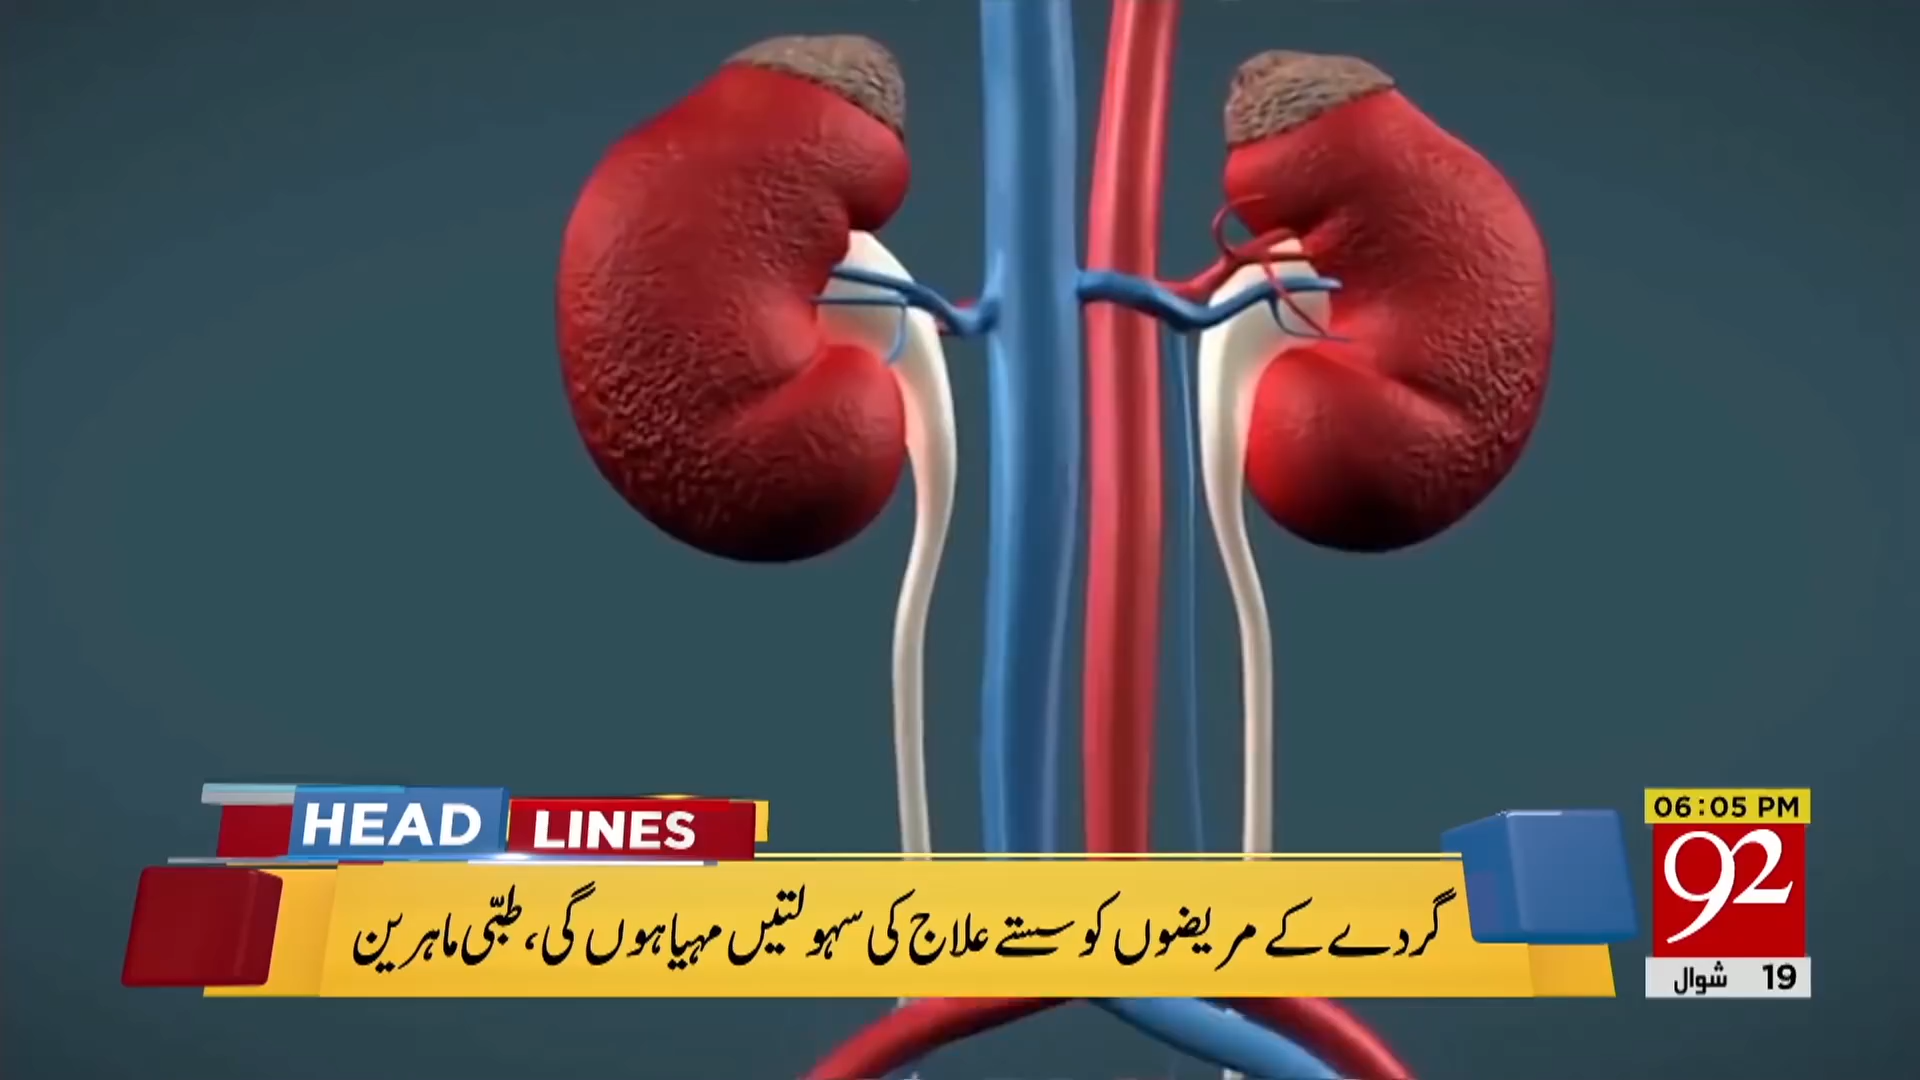 HEAD LINES
گردے کے مریضوں کو سستے علاج کی سہولتیں مہیا ہوں گی، طبّی ماہرین
06:05 PM
92
19 شوال